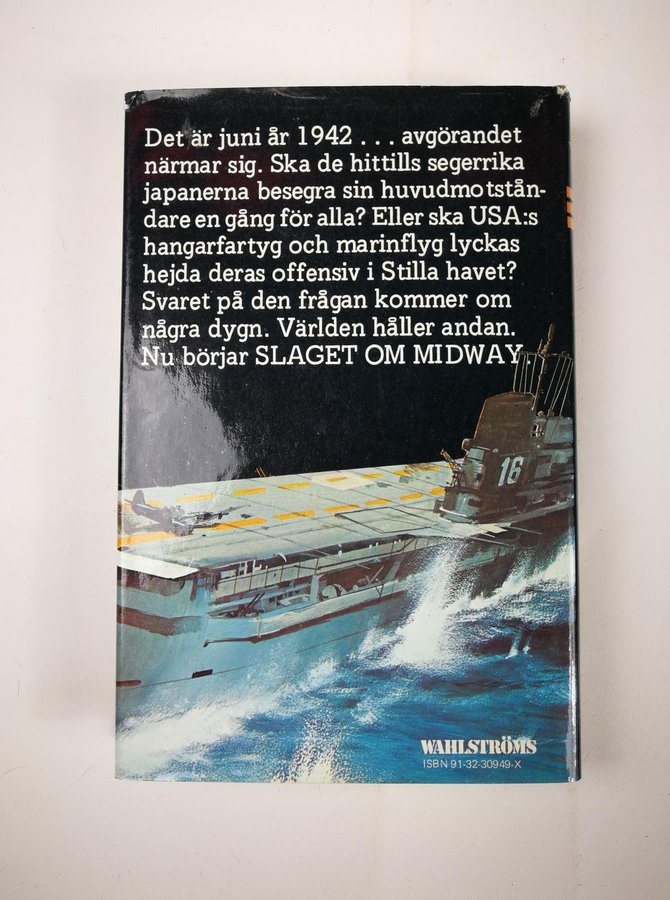 Det är juni år 1942 . . . avgörandet
närmar sig. Ska de hittills segerrika
japanerna besegra sin huvudmotstån-
dare en gång för alla? Eller ska USA:s
hangarfartyg och marinflyg lyckas
hejda deras offensiv i Stilla havet?
Svaret på den frågan kommer om
några dygn. Världen håller andan.
Nu börjar SLAGET OM MIDWAY.
16
WAHLSTRÖMS
ISBN 91-32-30949-X